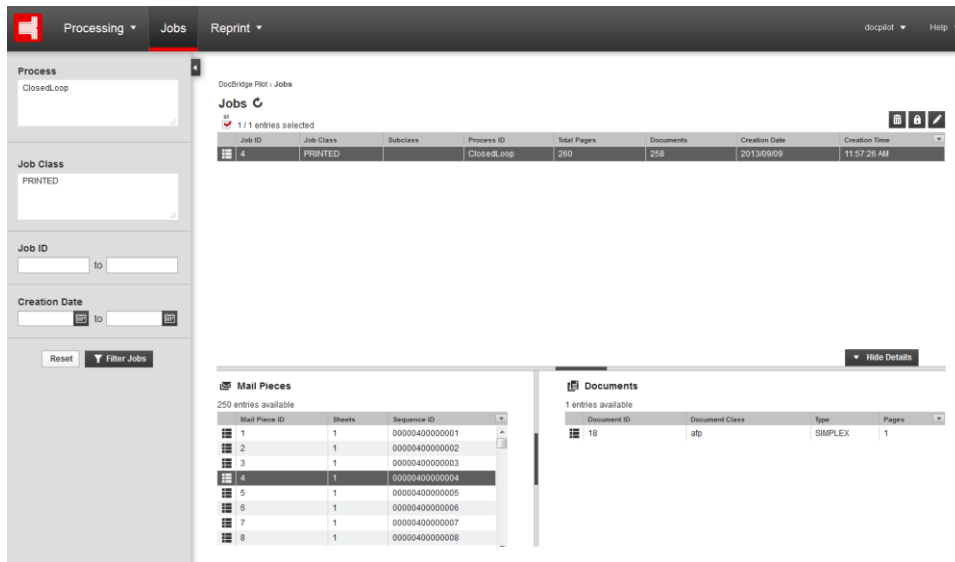 Processing Jobs Reprint docpilot Help
Process
ClosedLoop
Job Class
PRINTED
Job ID
to
Creation Date
to
Reset Filter Jobs
DocBridge Pilot › Jobs
Jobs
all
1 / 1 entries selected
Job ID Job Class Subclass Process ID Total Pages Documents Creation Date Creation Time
4 PRINTED ClosedLoop 260 258 2013/09/09 11:57:26 AM
Hide Details
Mail Pieces
250 entries available
Mail Piece ID Sheets Sequence ID
1 1 00000400000001
2 1 00000400000002
3 1 00000400000003
4 1 00000400000004
5 1 00000400000005
6 1 00000400000006
7 1 00000400000007
8 1 00000400000008
Documents
1 entries available
Document ID Document Class Type Pages
18 afp SIMPLEX 1